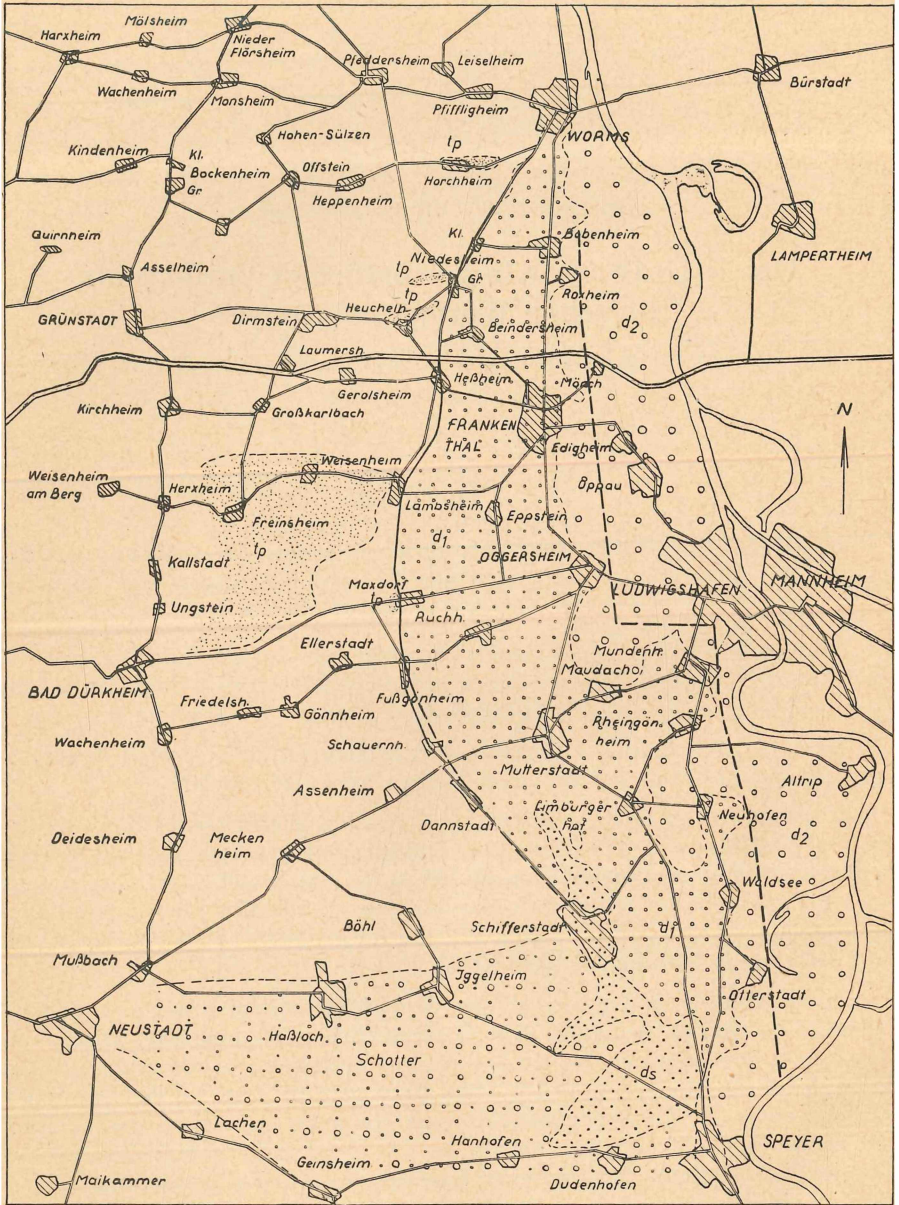 Mölsheim
Harxheim
Nieder
Flörsheim
Pfeddersheim
Leiselheim
Bürstadt
Wachenheim
Monsheim
Pfiffligheim
WORMS
Hohen-Sülzen
tp
Kindenheim
Kl.
Bockenheim
Gr.
Offstein
Heppenheim
Horchheim
Quirnheim
Kl.
Bobenheim
LAMPERTHEIM
Asselheim
Niedesheim
tp
Gr.
Roxheim
tp
GRÜNSTADT
Dirmstein
Heuchelh.
Beindersheim
d2
Laumersh.
Gerolsheim
Heßheim
Mörch
Kirchheim
Großkarlbach
FRANKEN
THAL
N
Edigheim
Weisenheim
am Berg
Weisenheim
Oppau
Herxheim
Freinsheim
Lambsheim
Eppstein
tp
d1
Kallstadt
OGGERSHEIM
Maxdorf
tp
LUDWIGSHAFEN
MANNHEIM
Ungstein
Ruchh.
Ellerstadt
Mundenh.
Maudach
BAD DÜRKHEIM
Friedelsh.
Fußgönheim
Gönnheim
Rheingön.
heim
Wachenheim
Schauernh.
Mutterstadt
Altrip
Assenheim
Limburger
hof
Neuhofen
Dannstadt
d2
Deidesheim
Mecken
heim
Waldsee
Böhl
Schifferstadt
d1
Mußbach
Iggelheim
Otterstadt
NEUSTADT
Haßloch
Schotter
ds
Lachen
Hanhofen
SPEYER
Geinsheim
Dudenhofen
Maikammer